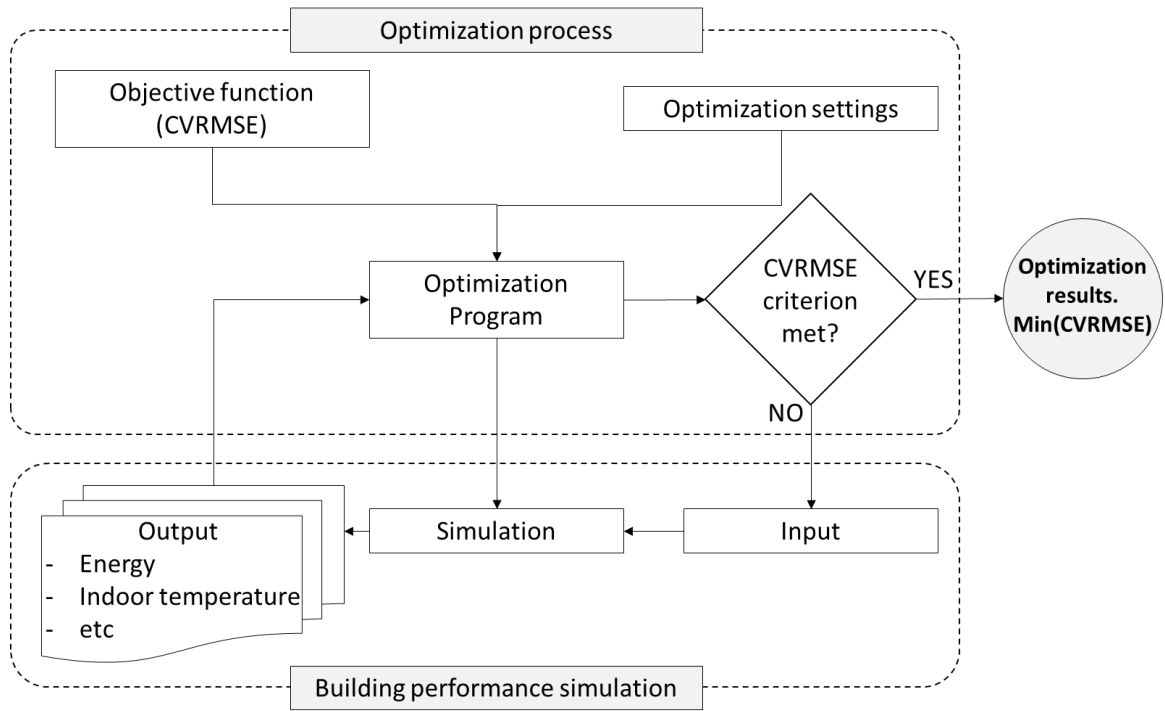 Optimization process
Objective function
(CVRMSE)
Optimization settings
Optimization
Program
CVRMSE
criterion
met?
YES
Optimization
results.
Min(CVRMSE)
NO
Output
- Energy
- Indoor temperature
- etc
Simulation
Input
Building performance simulation